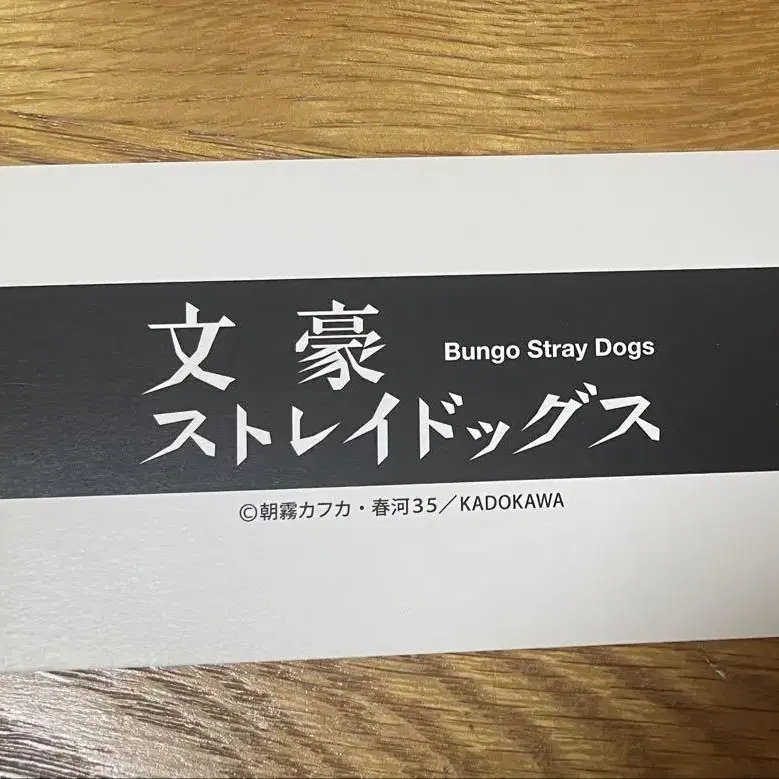 文豪 Bungo Stray Dogs
ストレイドッグス
©朝霧カフカ・春河35／KADOKAWA